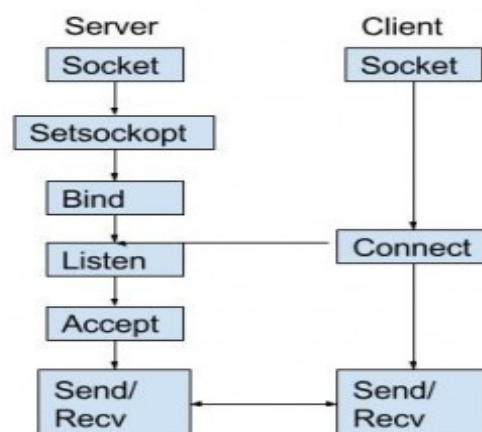 Server
Client
Socket
Socket
Setsockopt
Bind
Listen
Connect
Accept
Send/
Recv
Send/
Recv